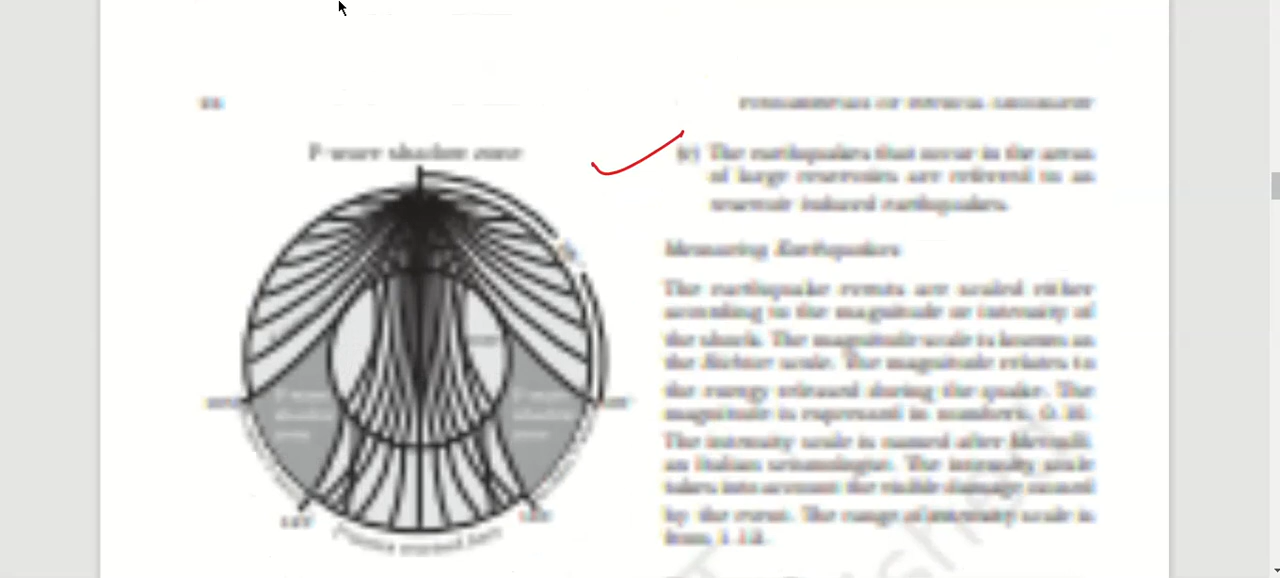 FUNDAMENTALS OF PHYSICAL GEOGRAPHY
P-wave shadow zone
(e) The earthquakes that occur in the areas
of large reservoirs are referred to as
reservoir induced earthquakes.
Measuring Earthquakes
The earthquake events are scaled either
according to the magnitude or intensity of
the shock. The magnitude scale is known as
the Richter scale. The magnitude relates to
the energy released during the quake. The
magnitude is expressed in numbers, 0-10.
The intensity scale is named after Mercalli,
an Italian seismologist. The intensity scale
takes into account the visible damage caused
by the event. The range of intensity scale is
from 1-12.